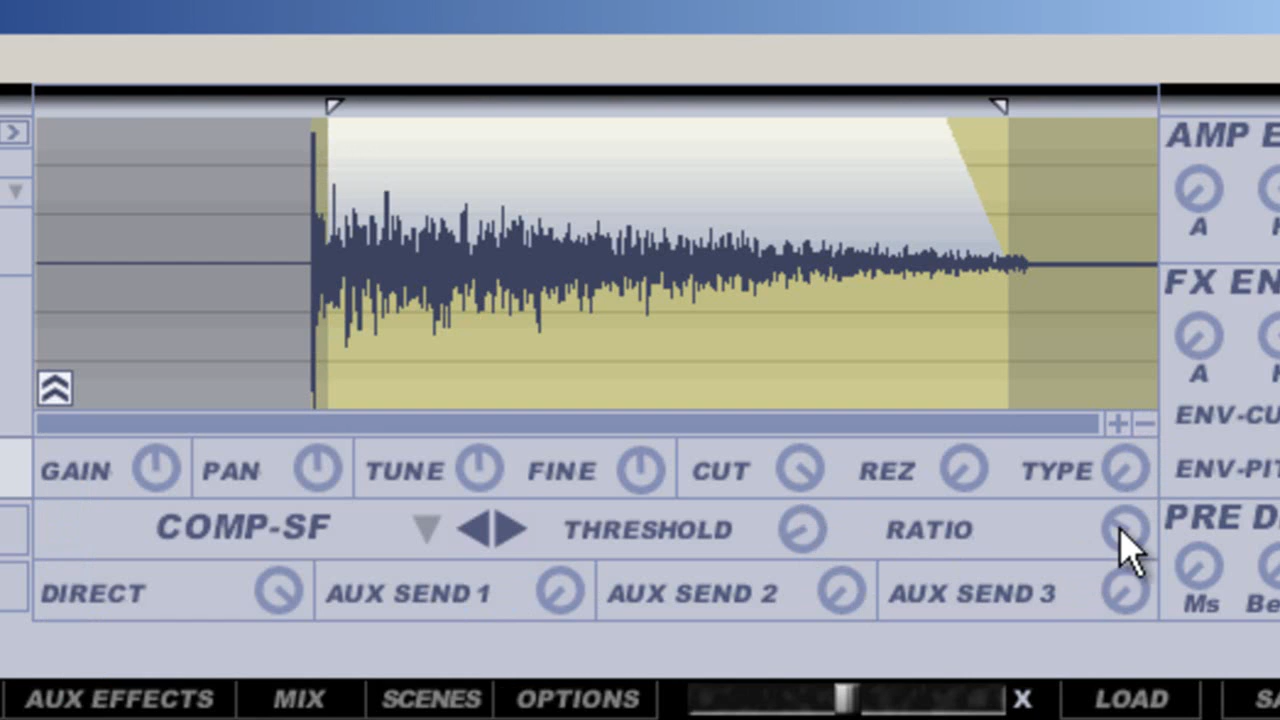 AMP E
A
FX EN
A
ENV-CU
GAIN PAN TUNE FINE CUT REZ TYPE ENV-PIT
COMP-SF THRESHOLD RATIO PRE D
Ms Be
DIRECT AUX SEND 1 AUX SEND 2 AUX SEND 3
AUX EFFECTS MIX SCENES OPTIONS X LOAD SA